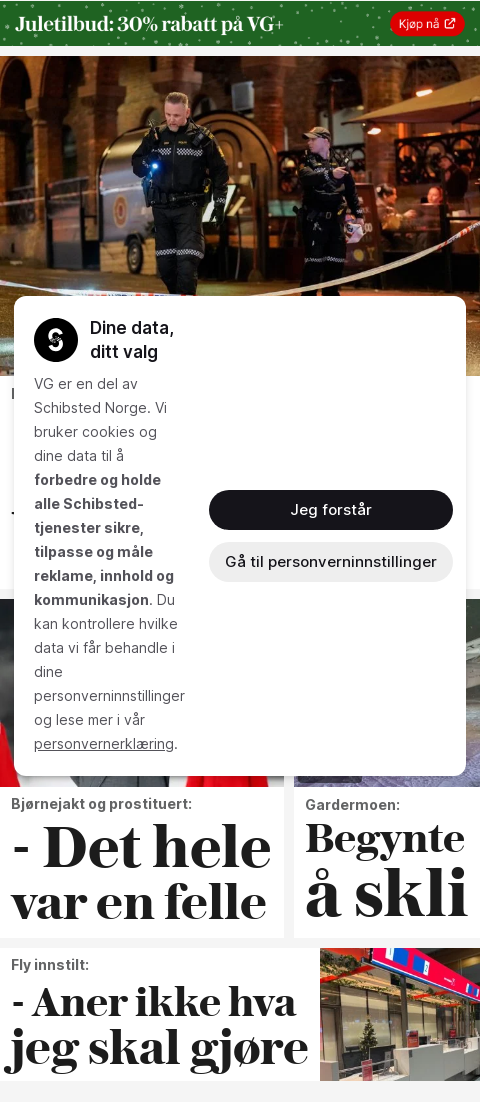 Juletilbud: 30% rabatt på VG+
Kjøp nå
Dine data,
ditt valg
VG er en del av
Schibsted Norge. Vi
bruker cookies og
dine data til å
forbedre og holde
alle Schibsted-
tjenester sikre,
tilpasse og måle
reklame, innhold og
kommunikasjon. Du
kan kontrollere hvilke
data vi får behandle i
dine
personverninnstillinger
og lese mer i vår
personvernerklæring.
Jeg forstår
Gå til personverninnstillinger
Bjørnejakt og prostituert:
- Det hele
var en felle
Gardermoen:
Begynte
å skli
Fly innstilt:
- Aner ikke hva
jeg skal gjøre